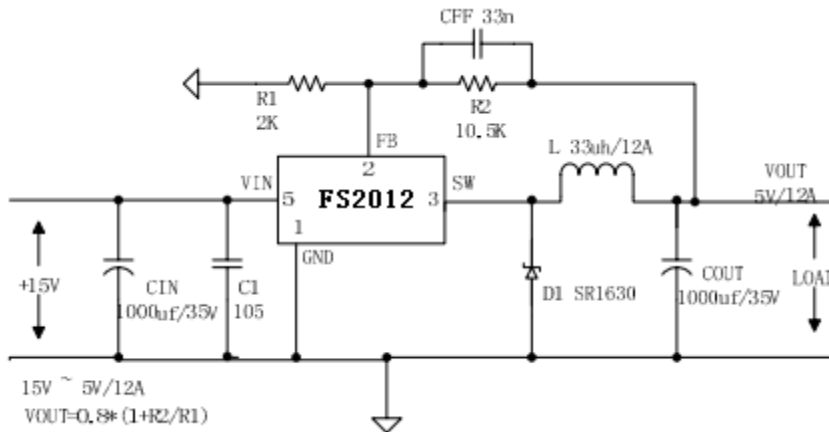 CFF 33n
R1
2K
R2
10.5K
FB
2
L 33uh/12A
VIN
SW
VOUT
5V/12A
5
FS2012
3
1
GND
+15V
CIN
1000uf/35V
C1
105
D1 SR1630
COUT
1000uf/35V
LOAD
15V ~ 5V/12A
VOUT=0.8*(1+R2/R1)